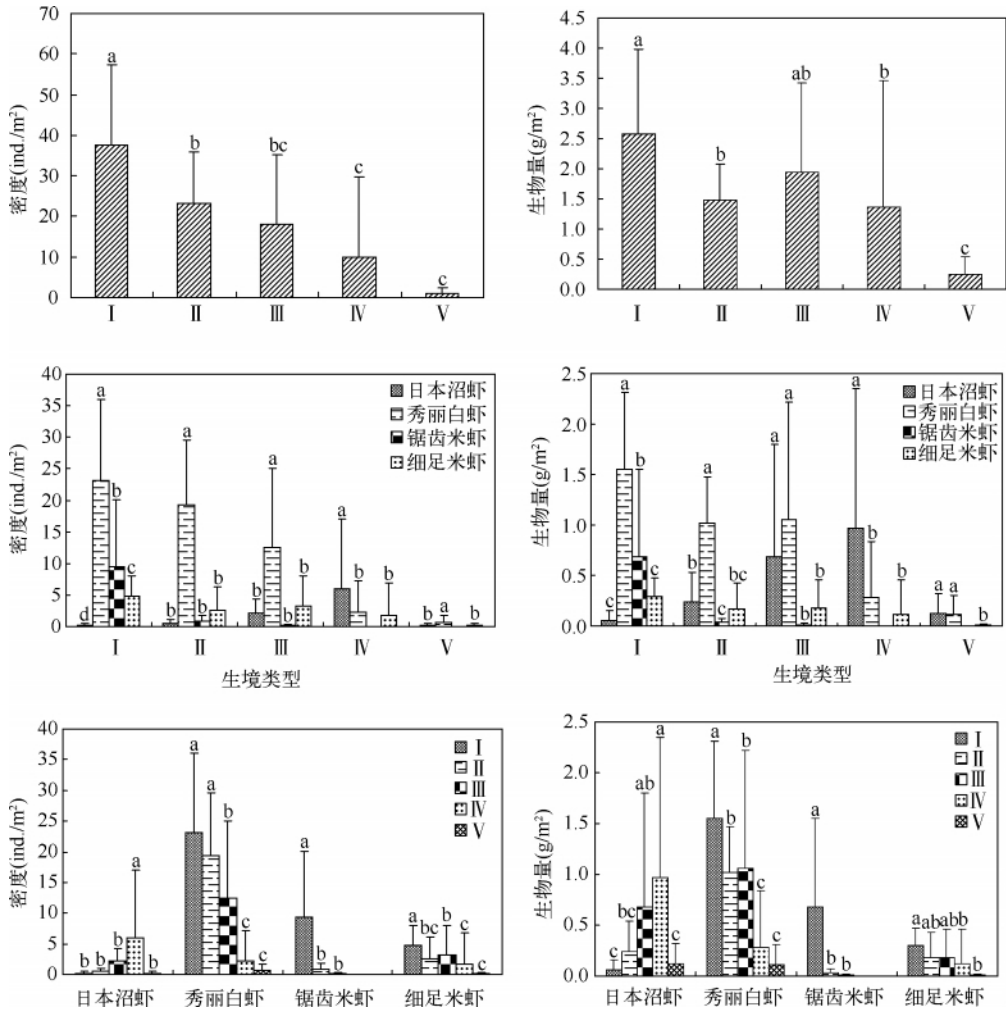 70
60
50
40
30
20
10
0
密度(ind./m²)
a
b
bc
c
c
Ⅰ Ⅱ Ⅲ Ⅳ Ⅴ
4.5
4.0
3.5
3.0
2.5
2.0
1.5
1.0
0.5
0.0
生物量(g/m²)
a
b
ab
b
c
Ⅰ Ⅱ Ⅲ Ⅳ Ⅴ
40
35
30
25
20
15
10
5
0
密度(ind./m²)
日本沼虾
秀丽白虾
锯齿米虾
细足米虾
d a b c
b a b b
b a b b
a b b
b a b
Ⅰ Ⅱ Ⅲ Ⅳ Ⅴ
生境类型
2.5
2.0
1.5
1.0
0.5
0.0
生物量(g/m²)
日本沼虾
秀丽白虾
锯齿米虾
细足米虾
c a b c
b a c bc
a a b b
a b b
a a b
Ⅰ Ⅱ Ⅲ Ⅳ Ⅴ
生境类型
40
35
30
25
20
15
10
5
0
密度(ind./m²)
Ⅰ
Ⅱ
Ⅲ
Ⅳ
Ⅴ
b b c a b
a a b c c
a b b
a bc b c c
日本沼虾 秀丽白虾 锯齿米虾 细足米虾
2.5
2.0
1.5
1.0
0.5
0.0
生物量(g/m²)
Ⅰ
Ⅱ
Ⅲ
Ⅳ
Ⅴ
c bc ab a c
a b b c c
a b b
a ab abb b
日本沼虾 秀丽白虾 锯齿米虾 细足米虾